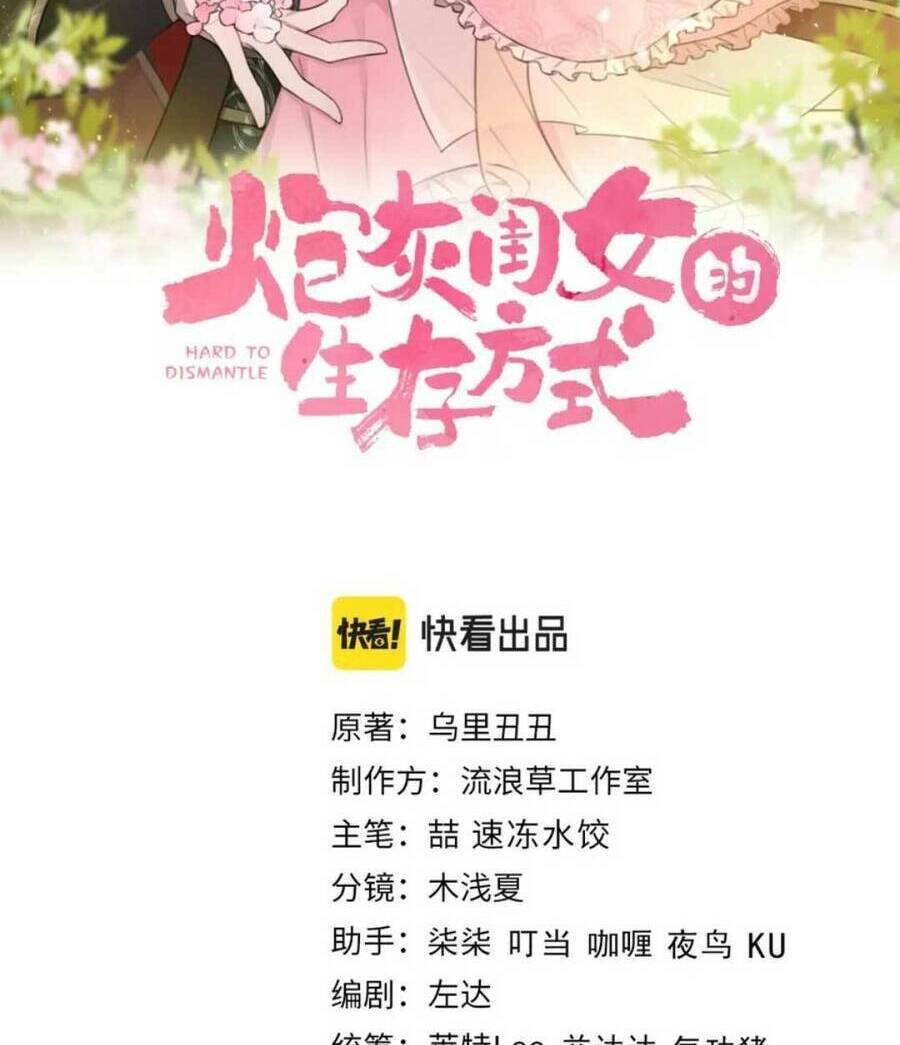 炮灰闺女的
生存方式
HARD TO
DISMANTLE
快看!
快看出品
原著：乌里丑丑
制作方：流浪草工作室
主笔：喆 速冻水饺
分镜：木浅夏
助手：柒柒 叮当 咖喱 夜鸟 KU
编剧：左达